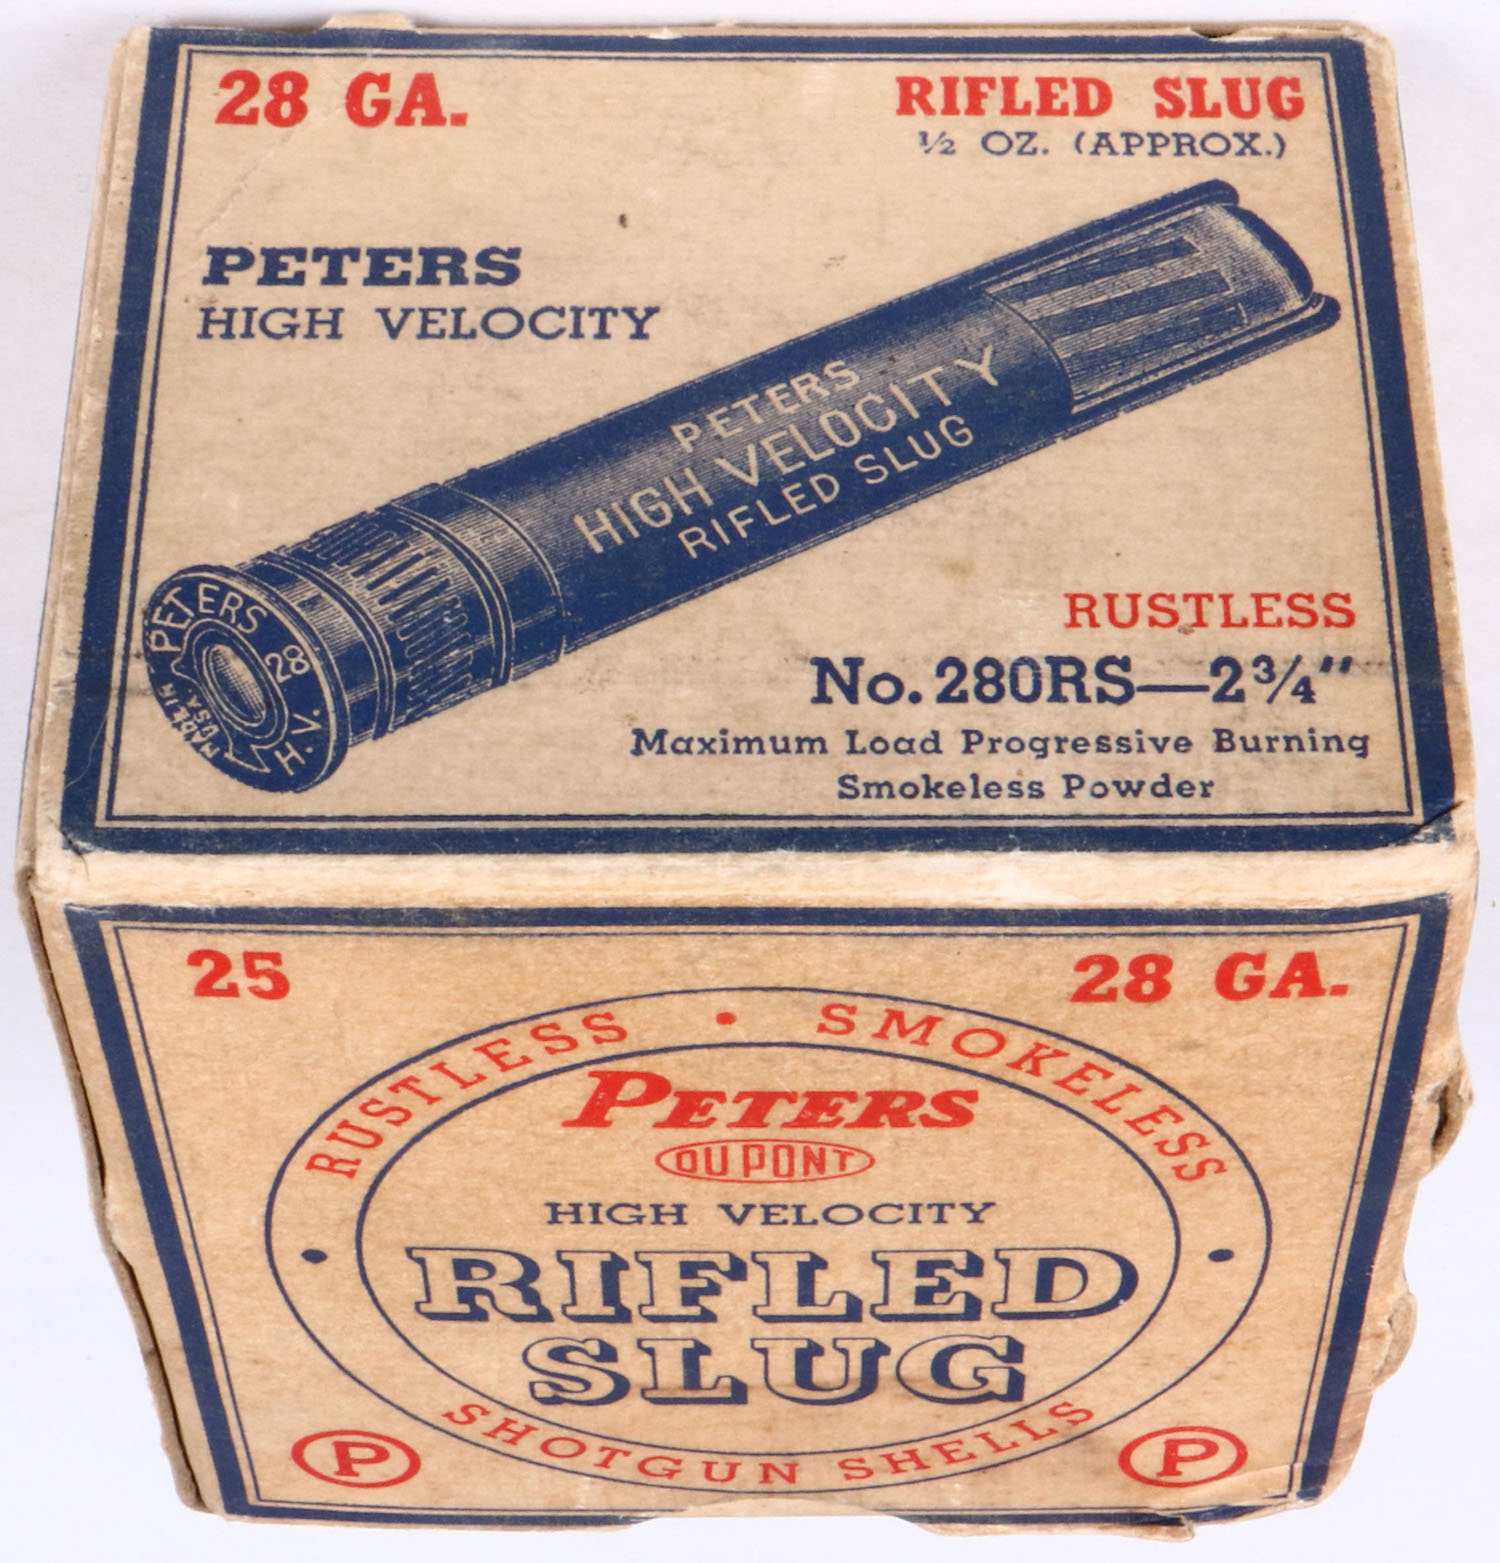 28 GA.
RIFLED SLUG
½ OZ. (APPROX.)
PETERS
HIGH VELOCITY
PETERS
HIGH VELOCITY
RIFLED SLUG
PETERS
28
H.V.
MADE IN
U.S.A.
RUSTLESS
No. 280RS—2¾"
Maximum Load Progressive Burning
Smokeless Powder
25
28 GA.
RUSTLESS • SMOKELESS
PETERS
DU PONT
HIGH VELOCITY
RIFLED
SLUG
SHOTGUN SHELLS
P
P